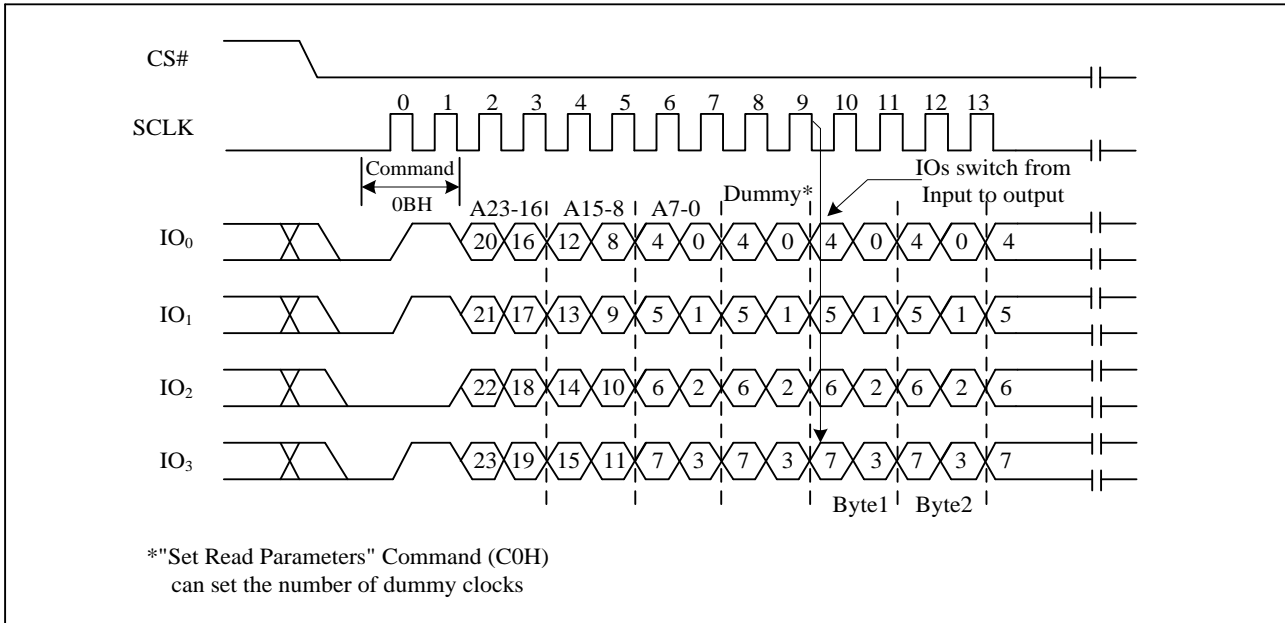 CS#
0 1 2 3 4 5 6 7 8 9 10 11 12 13
SCLK
Command
0BH
IOs switch from
Input to output
Dummy*
A23-16 A15-8 A7-0
IO0 20 16 12 8 4 0 4 0 4 0 4 0 4
IO1 21 17 13 9 5 1 5 1 5 1 5 1 5
IO2 22 18 14 10 6 2 6 2 6 2 6 2 6
IO3 23 19 15 11 7 3 7 3 7 3 7 3 7
Byte1 Byte2
*"Set Read Parameters" Command (C0H)
can set the number of dummy clocks